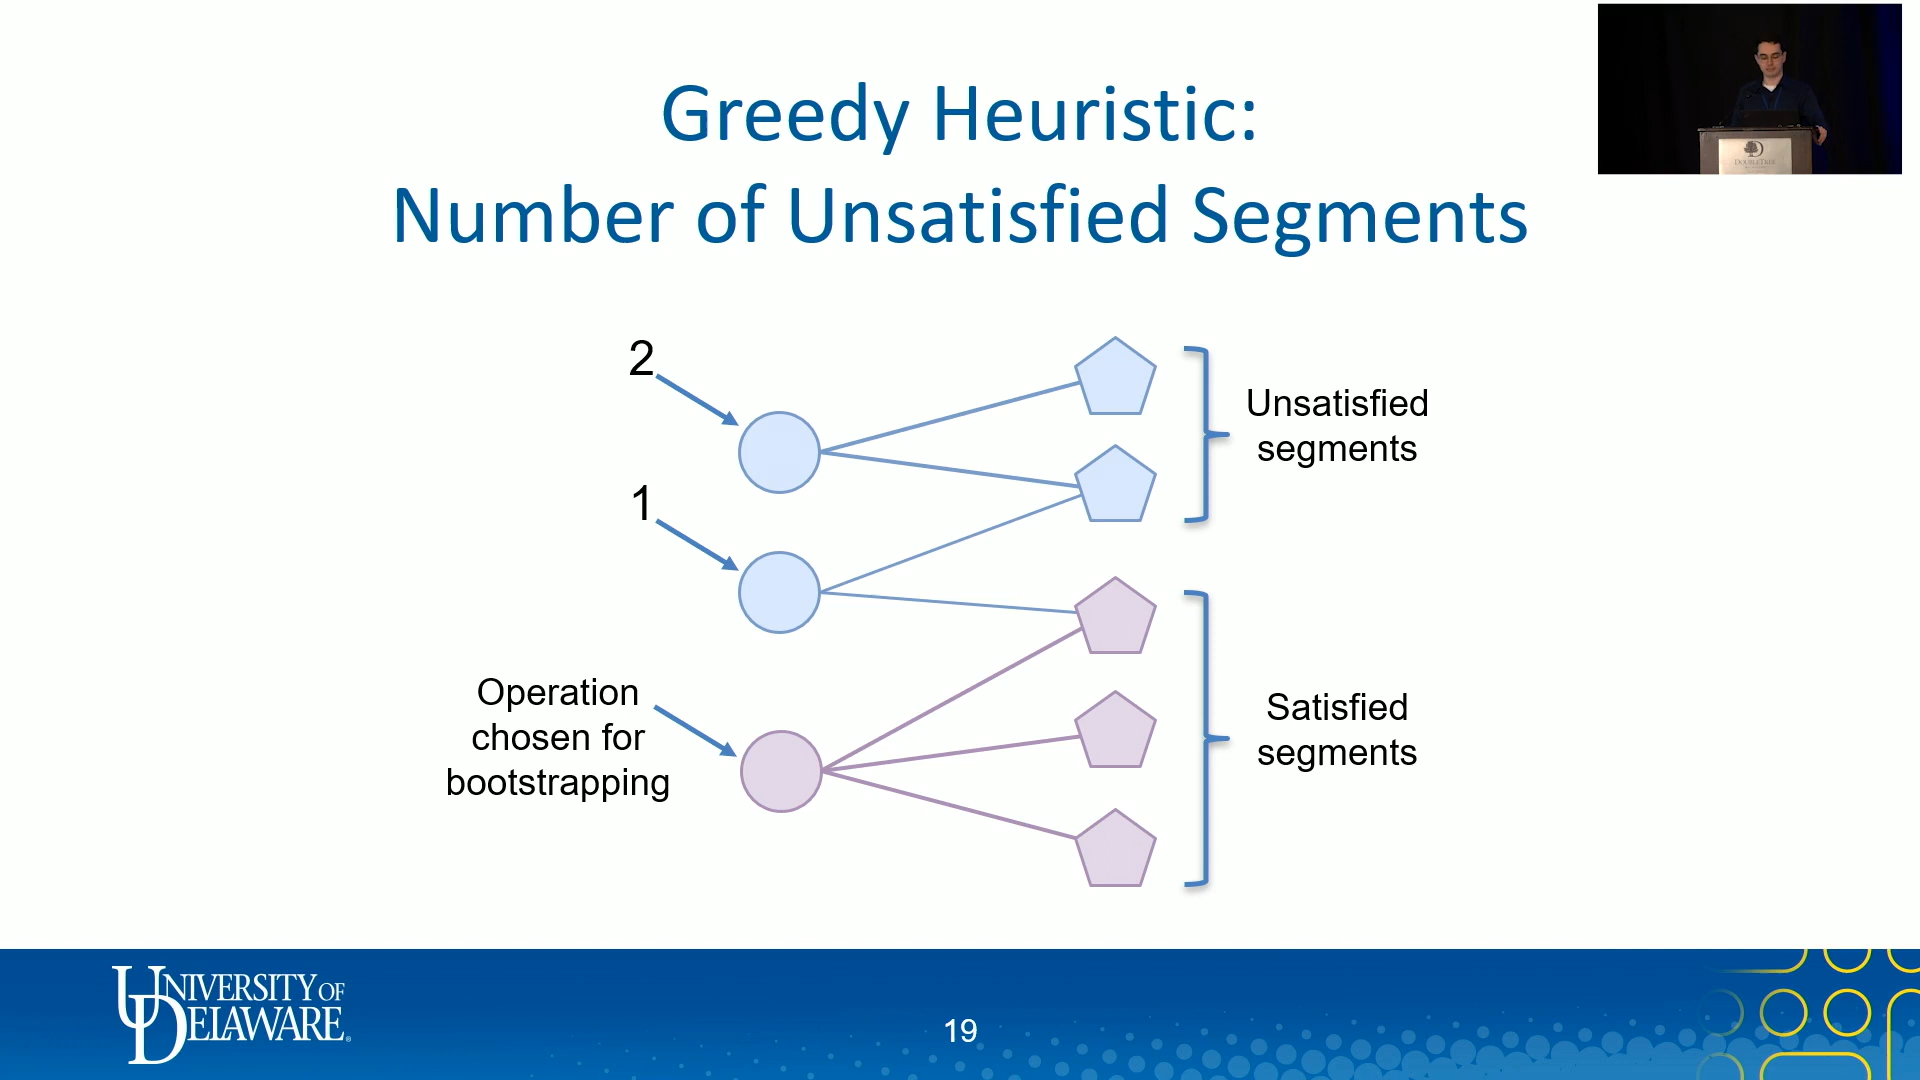 Greedy Heuristic:
Number of Unsatisfied Segments
2
1
Operation
chosen for
bootstrapping
Unsatisfied
segments
Satisfied
segments
DOUBLETREE
UNIVERSITY OF
DELAWARE
19